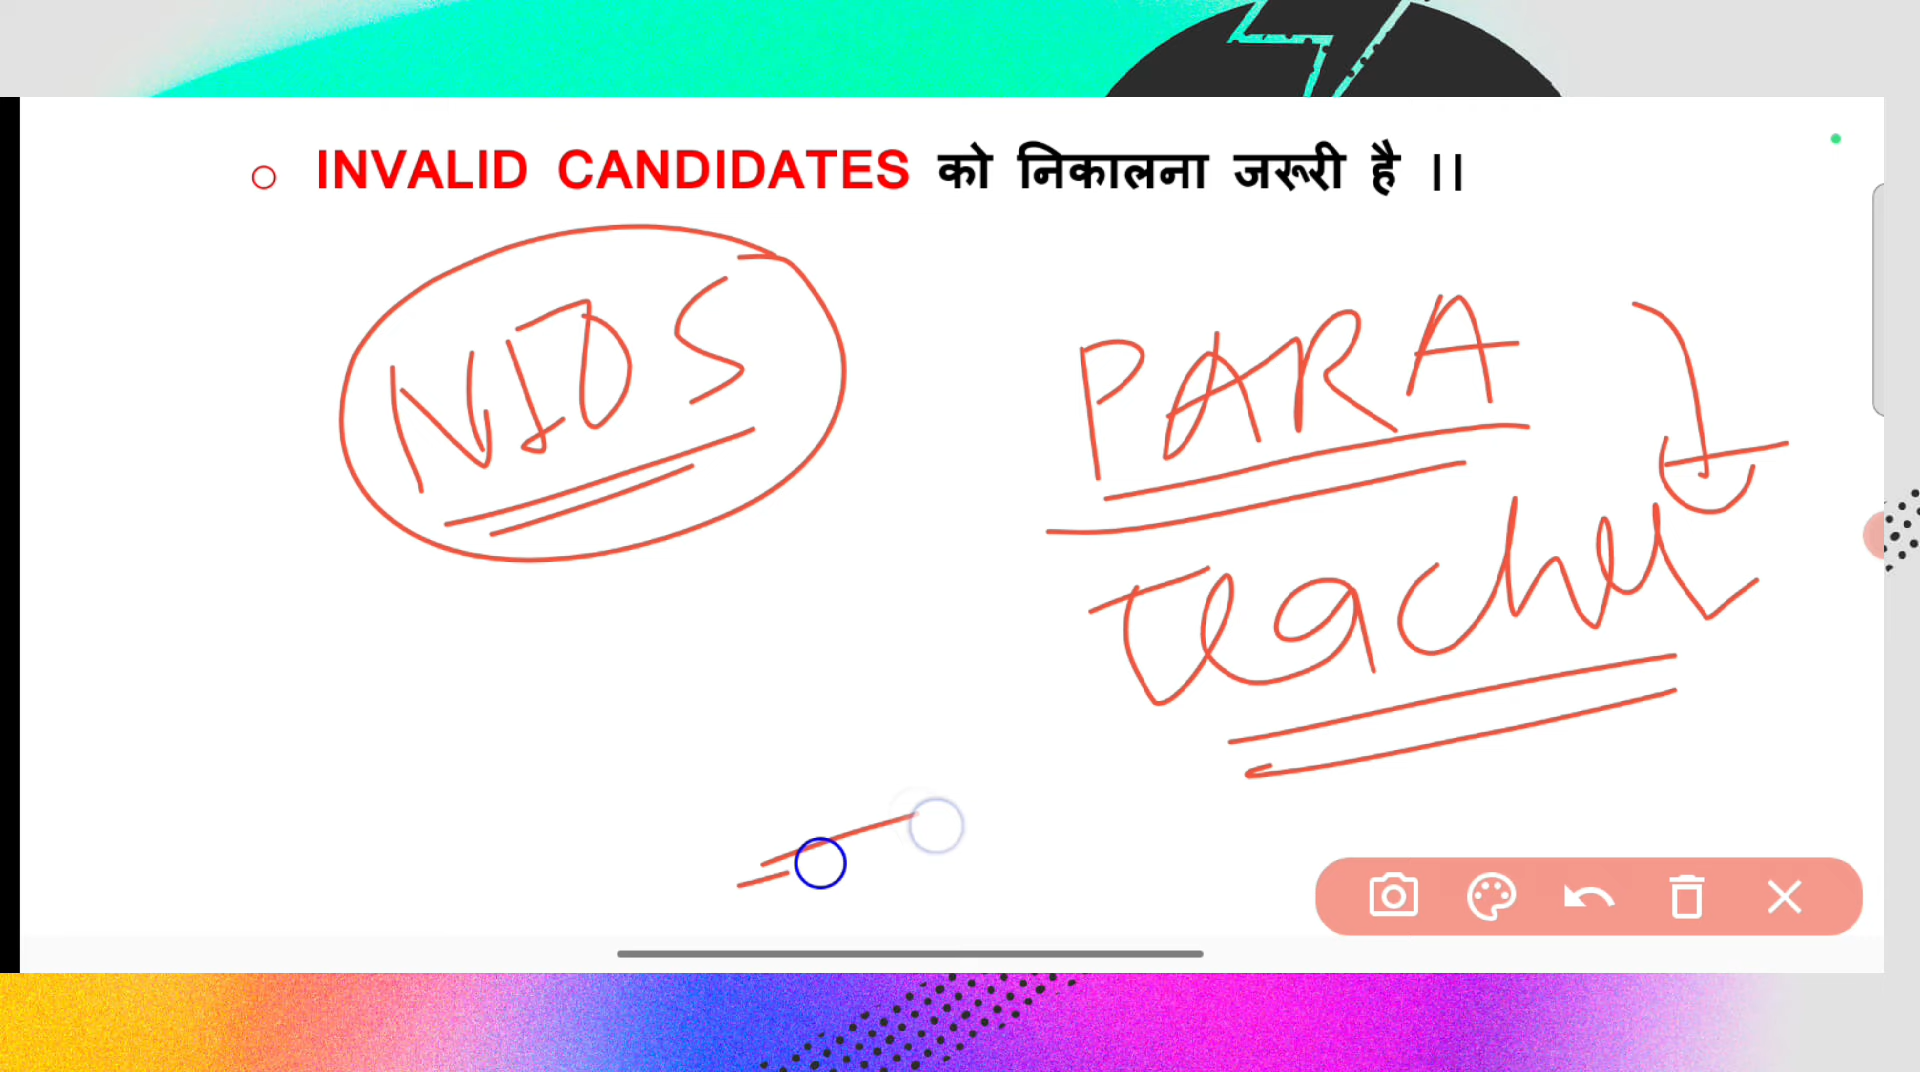 INVALID CANDIDATES को निकालना जरूरी है ।।
NIOS
PARA
Teacher